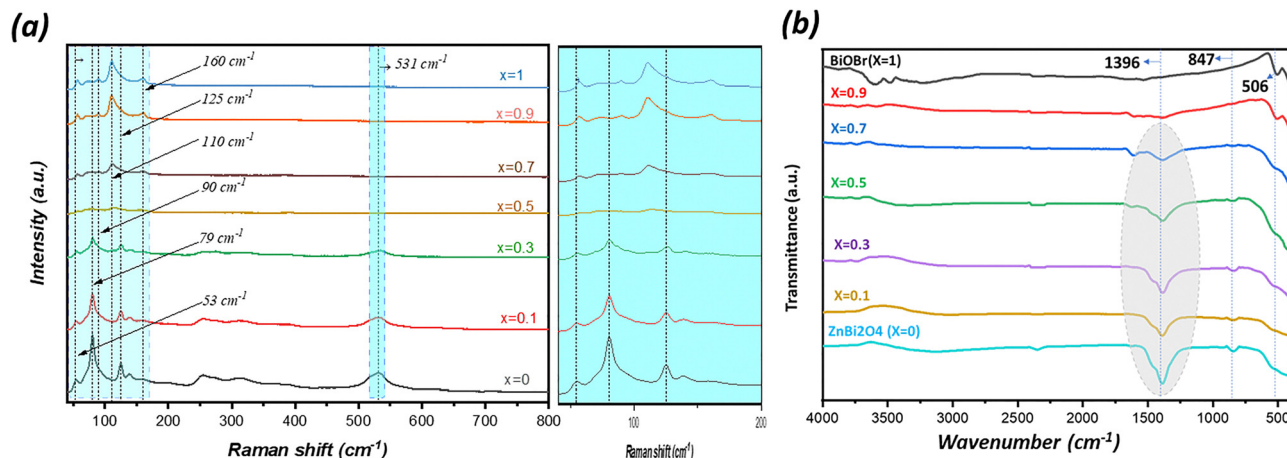 (a)
160 cm-1
531 cm-1
x=1
125 cm-1
x=0.9
110 cm-1
x=0.7
90 cm-1
x=0.5
79 cm-1
x=0.3
53 cm-1
x=0.1
x=0
Intensity (a.u.)
100 200 300 400 500 600 700 800
Raman shift (cm-1)
100 200
Raman shift (cm-1)
(b)
BiOBr(X=1)
1396
847
506
X=0.9
X=0.7
X=0.5
X=0.3
X=0.1
ZnBi2O4 (X=0)
Transmittance (a.u.)
4000 3500 3000 2500 2000 1500 1000 500
Wavenumber (cm-1)